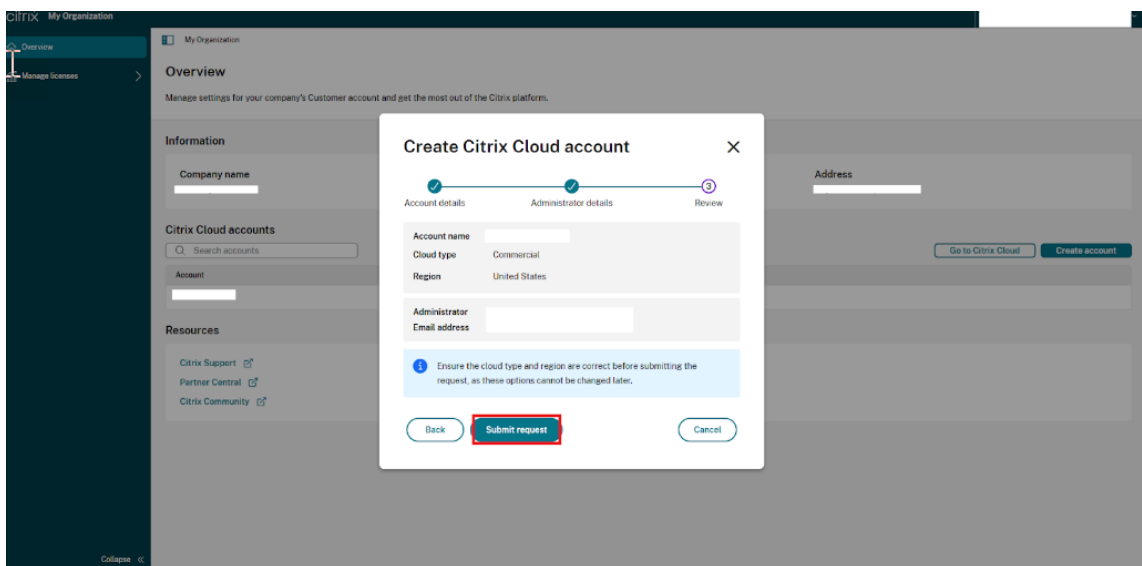 citrix My Organization
Overview
Manage licenses
My Organization
Overview
Manage settings for your company's Customer account and get the most out of the Citrix platform.
Information
Company name
Address
Citrix Cloud accounts
Search accounts
Go to Citrix Cloud
Create account
Account
Resources
Citrix Support
Partner Central
Citrix Community
Collapse
Create Citrix Cloud account
3
Account details
Administrator details
Review
Account name
Cloud type Commercial
Region United States
Administrator
Email address
Ensure the cloud type and region are correct before submitting the
request, as these options cannot be changed later.
Back
Submit request
Cancel